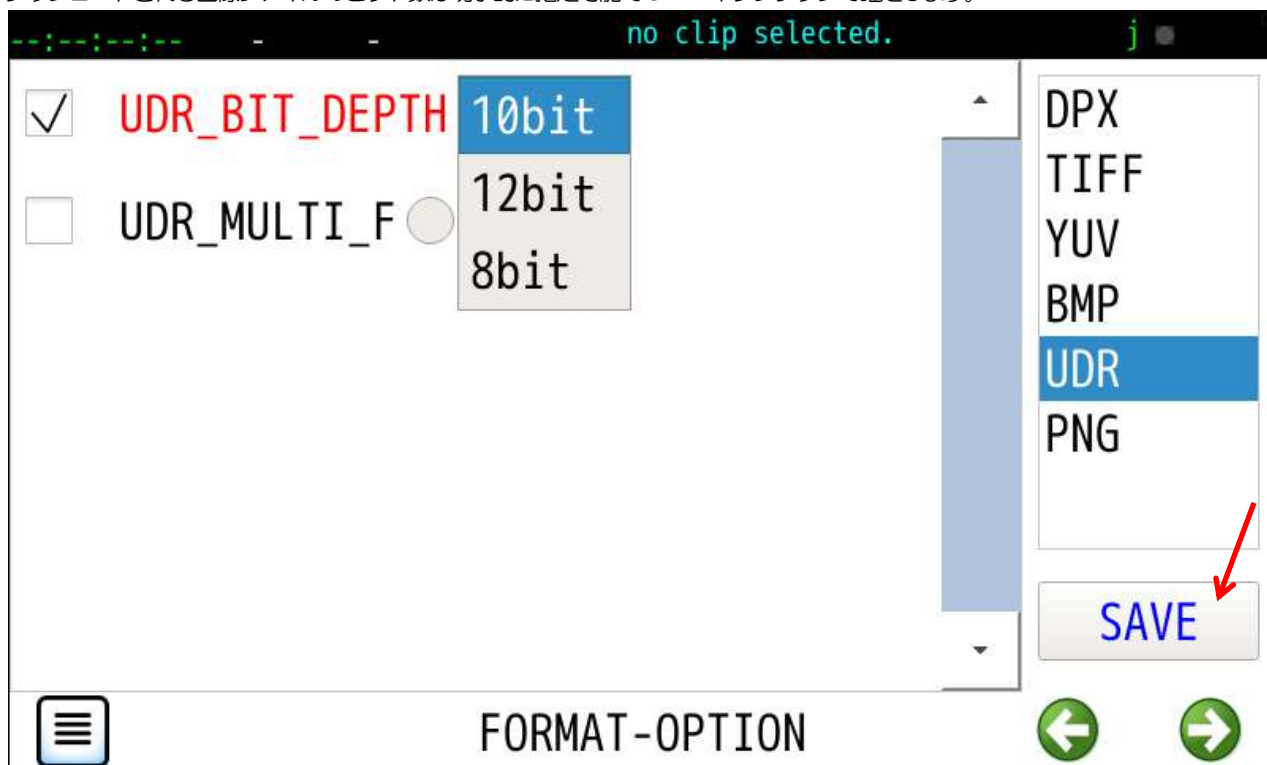 --:--:--:-- - - no clip selected. j
UDR_BIT_DEPTH 10bit
12bit
UDR_MULTI_F
8bit
DPX
TIFF
YUV
BMP
UDR
PNG
SAVE
FORMAT-OPTION